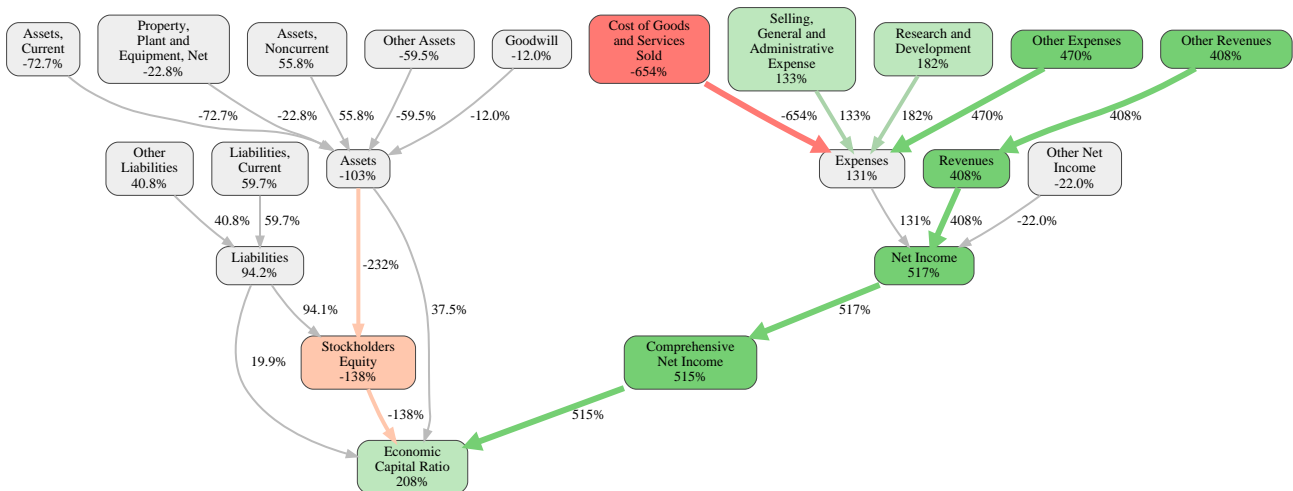 Assets,
Current
-72.7%
Property,
Plant and
Equipment, Net
-22.8%
Assets,
Noncurrent
55.8%
Other Assets
-59.5%
Goodwill
-12.0%
Cost of Goods
and Services
Sold
-654%
Selling,
General and
Administrative
Expense
133%
Research and
Development
182%
Other Expenses
470%
Other Revenues
408%
-72.7%
-22.8%
55.8%
-59.5%
-12.0%
-654%
133%
182%
470%
408%
Other
Liabilities
40.8%
Liabilities,
Current
59.7%
Assets
-103%
Expenses
131%
Revenues
408%
Other Net
Income
-22.0%
40.8%
59.7%
131%
408%
-22.0%
Liabilities
94.2%
-232%
Net Income
517%
94.1%
37.5%
517%
19.9%
Stockholders
Equity
-138%
Comprehensive
Net Income
515%
-138%
515%
Economic
Capital Ratio
208%